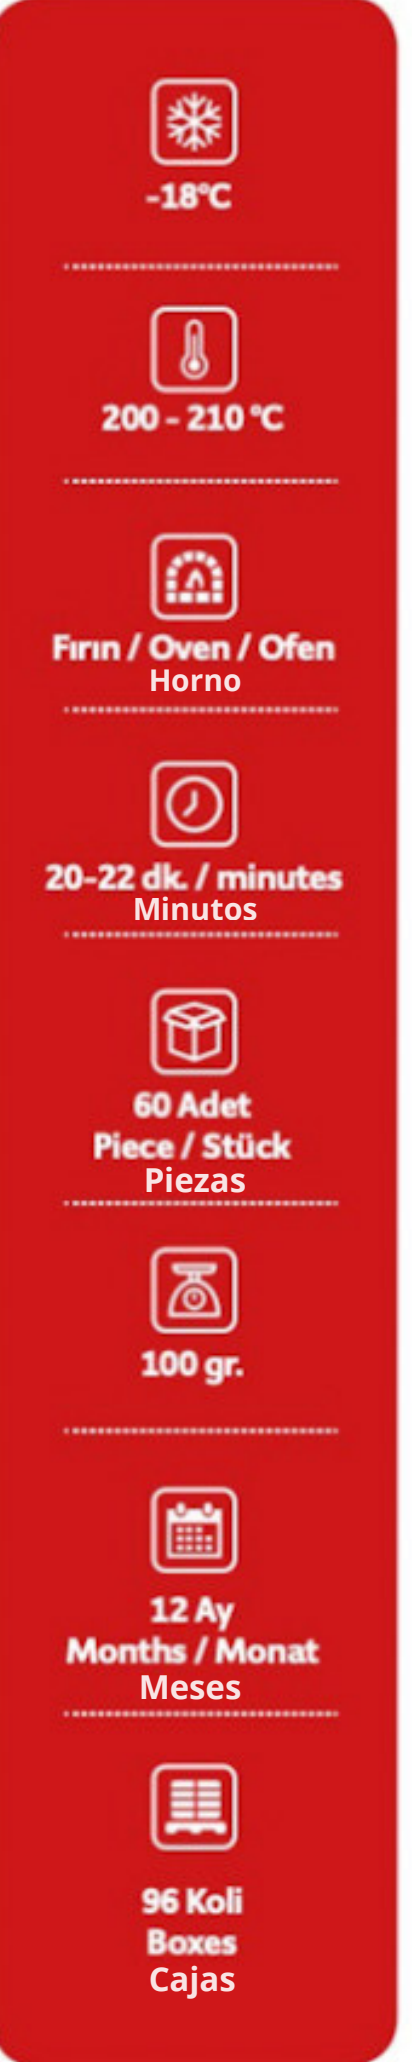 -18°C
200 - 210 °C
Fırın / Oven / Ofen
Horno
20-22 dk. / minutes
Minutos
60 Adet
Piece / Stück
Piezas
100 gr.
12 Ay
Months / Monat
Meses
96 Koli
Boxes
Cajas